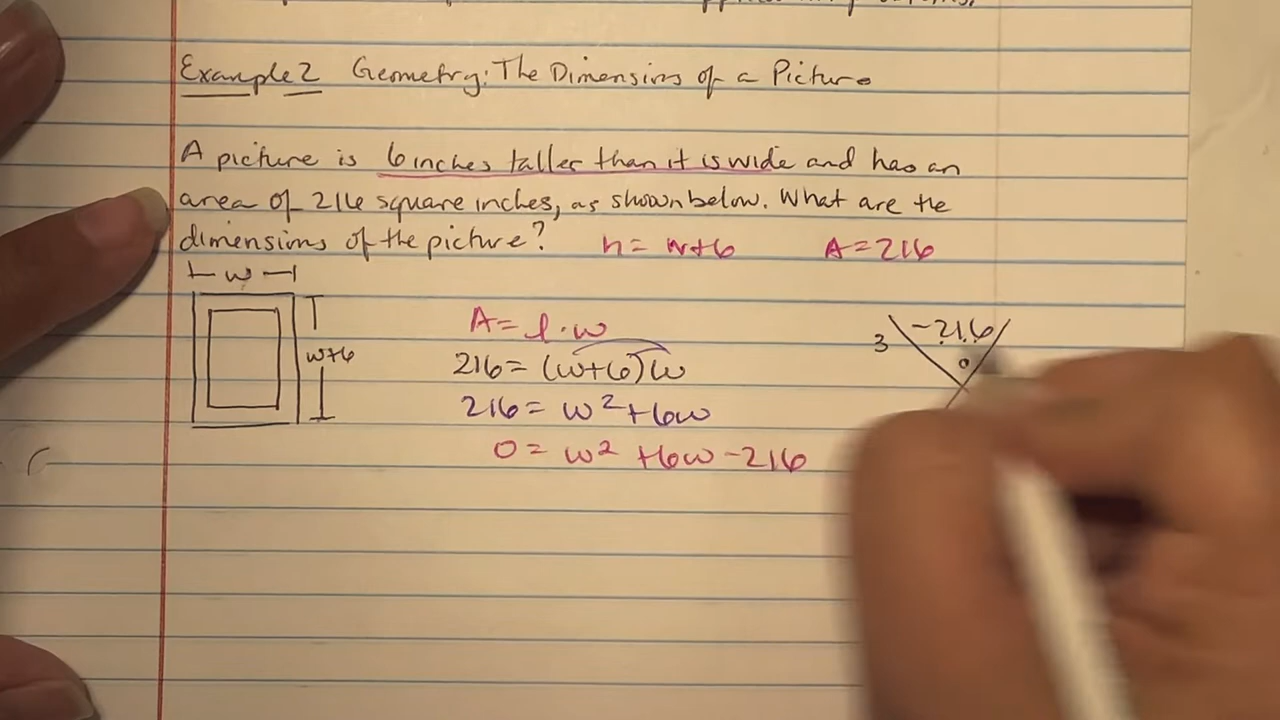 Example 2 Geometry: The Dimensions of a Picture
A picture is 6 inches taller than it is wide and has an
area of 216 square inches, as shown below. What are the
dimensions of the picture? h = w+6 A = 216
w
w+6
A = l · w
216 = (w+6)w
216 = w² + 6w
0 = w² + 6w - 216
3 -216